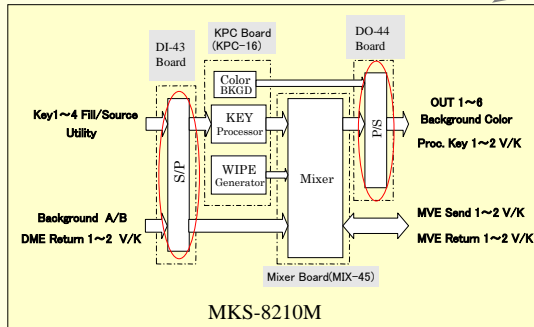 DI-43
Board
KPC Board
(KPC-16)
DO-44
Board
Color
BKGD
Key1～4 Fill/Source
Utility
KEY
Processor
OUT 1～6
Background Color
Proc. Key 1～2 V/K
S/P
P/S
WIPE
Generator
Mixer
Background A/B
DME Return 1～2 V/K
MVE Send 1～2 V/K
MVE Return 1～2 V/K
Mixer Board(MIX-45)
MKS-8210M